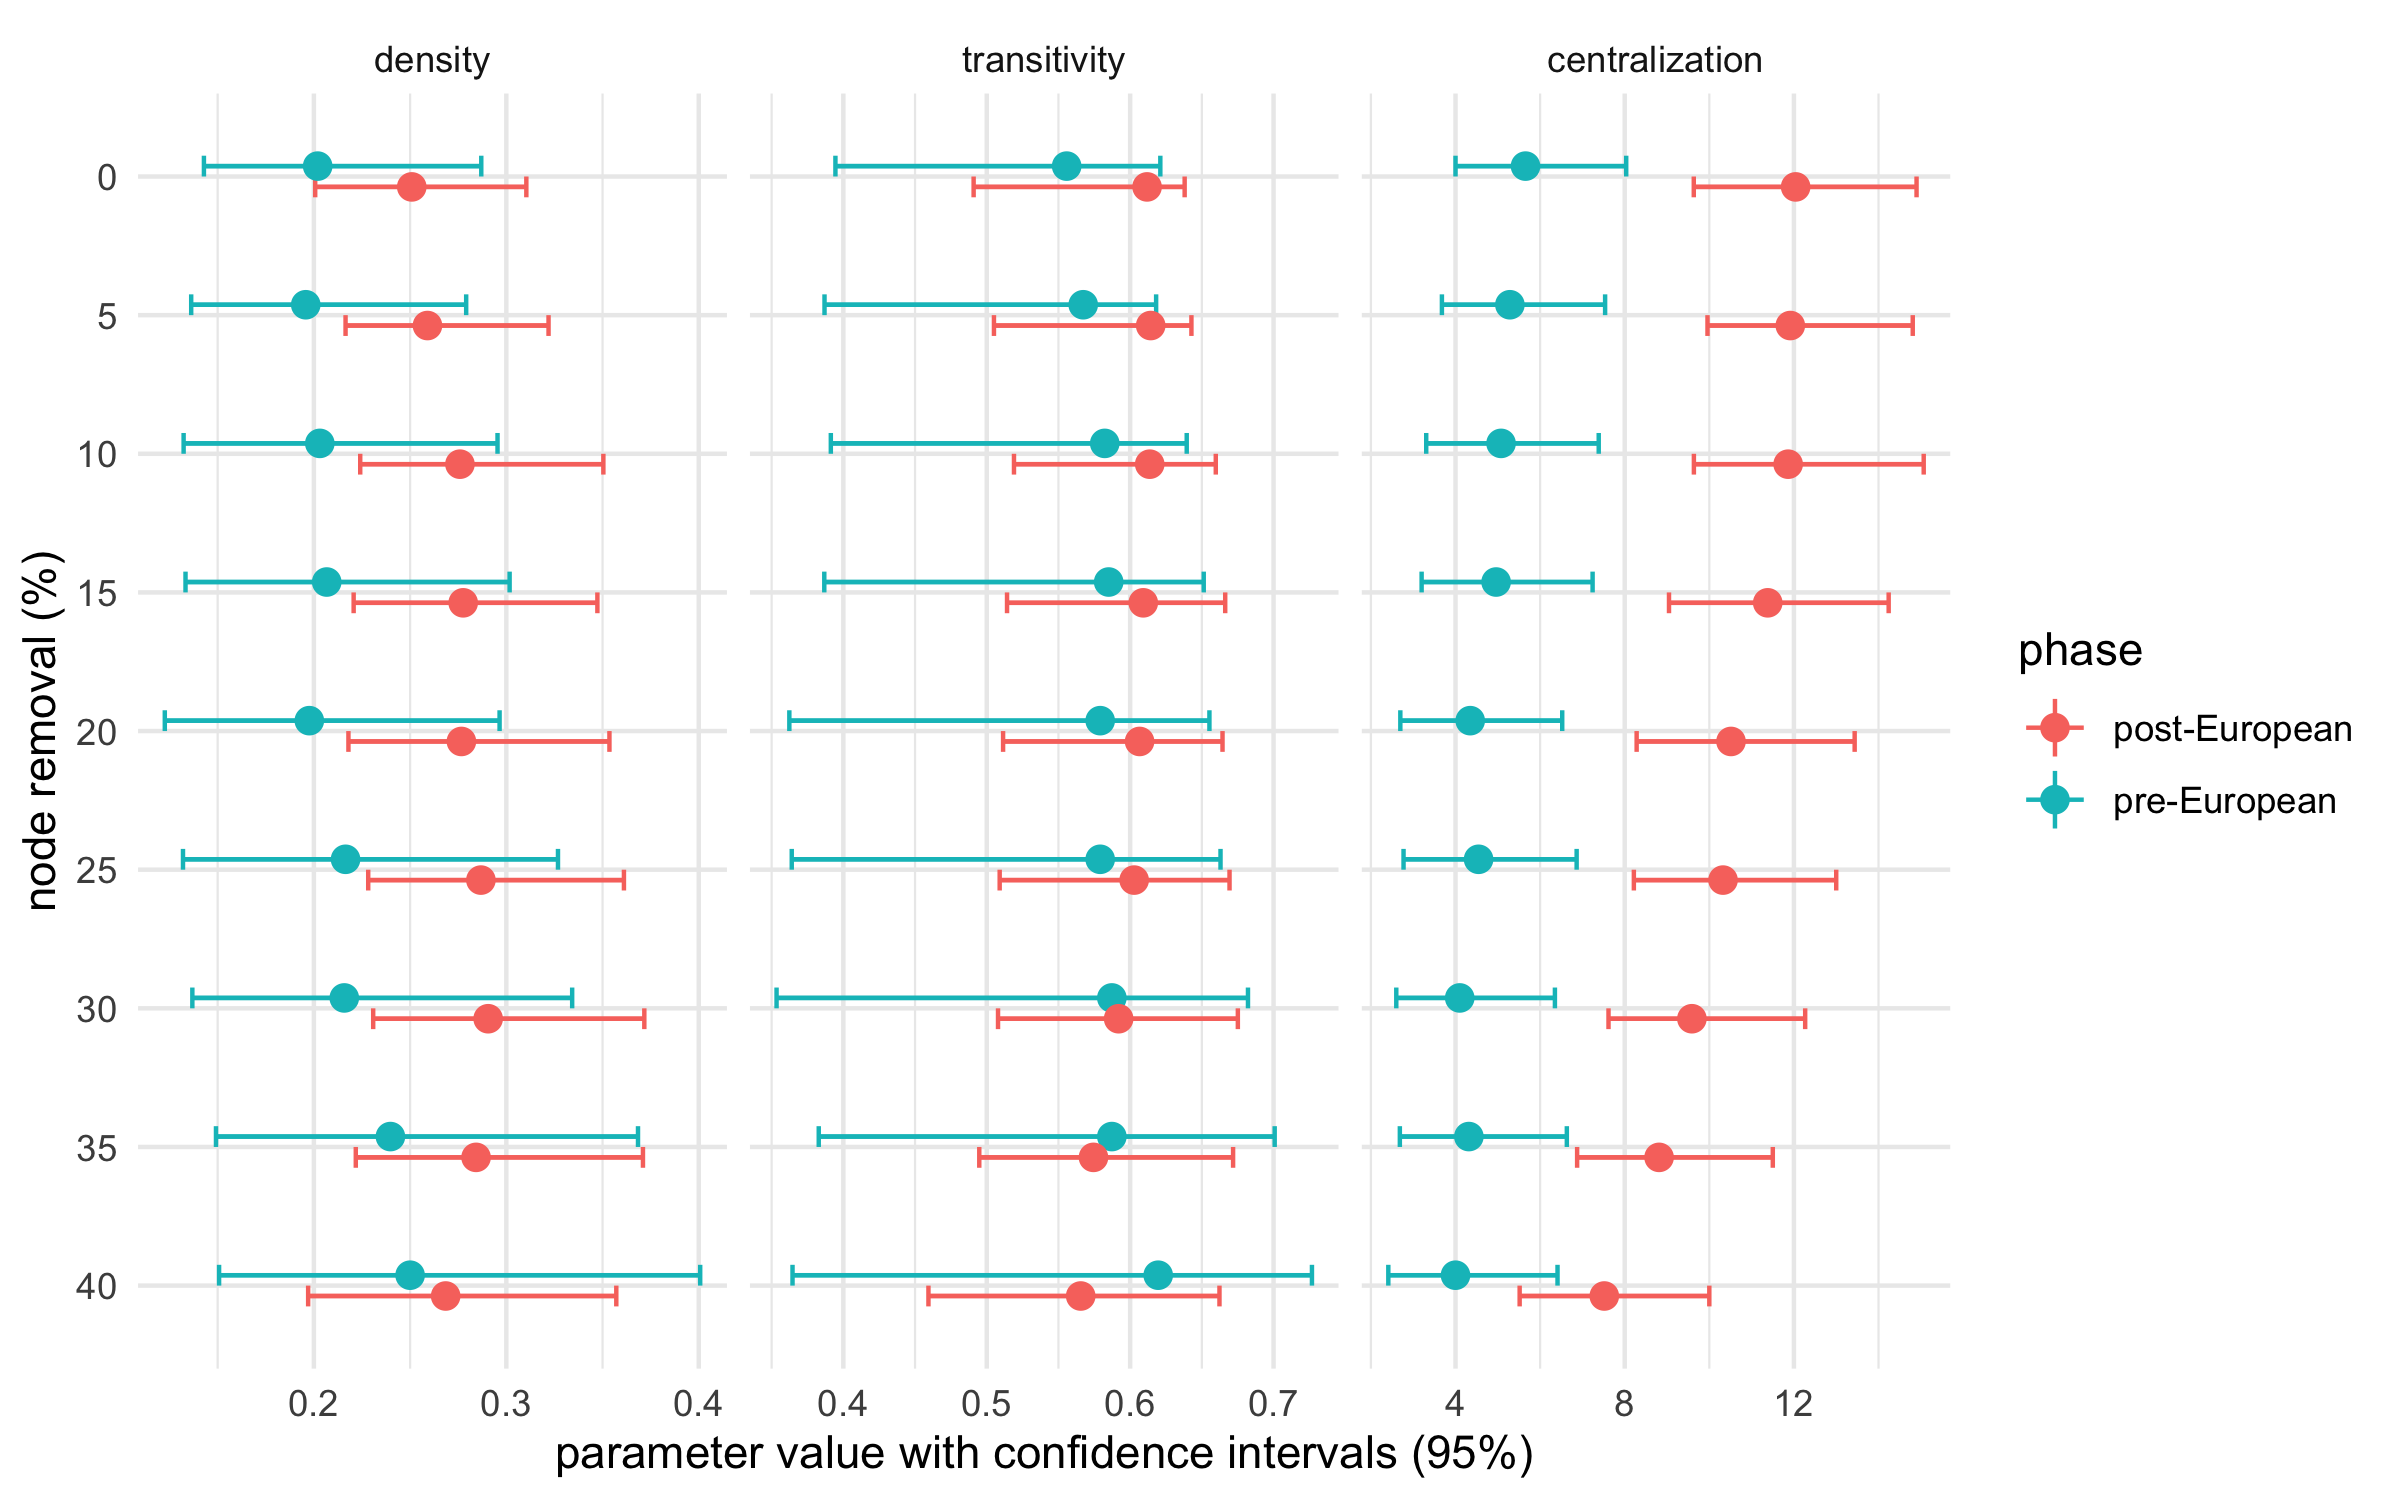 density transitivity centralization
0
5
10
15
20
25
30
35
40
node removal (%)
0.2 0.3 0.4 0.4 0.5 0.6 0.7 4 8 12
parameter value with confidence intervals (95%)
phase
post-European
pre-European